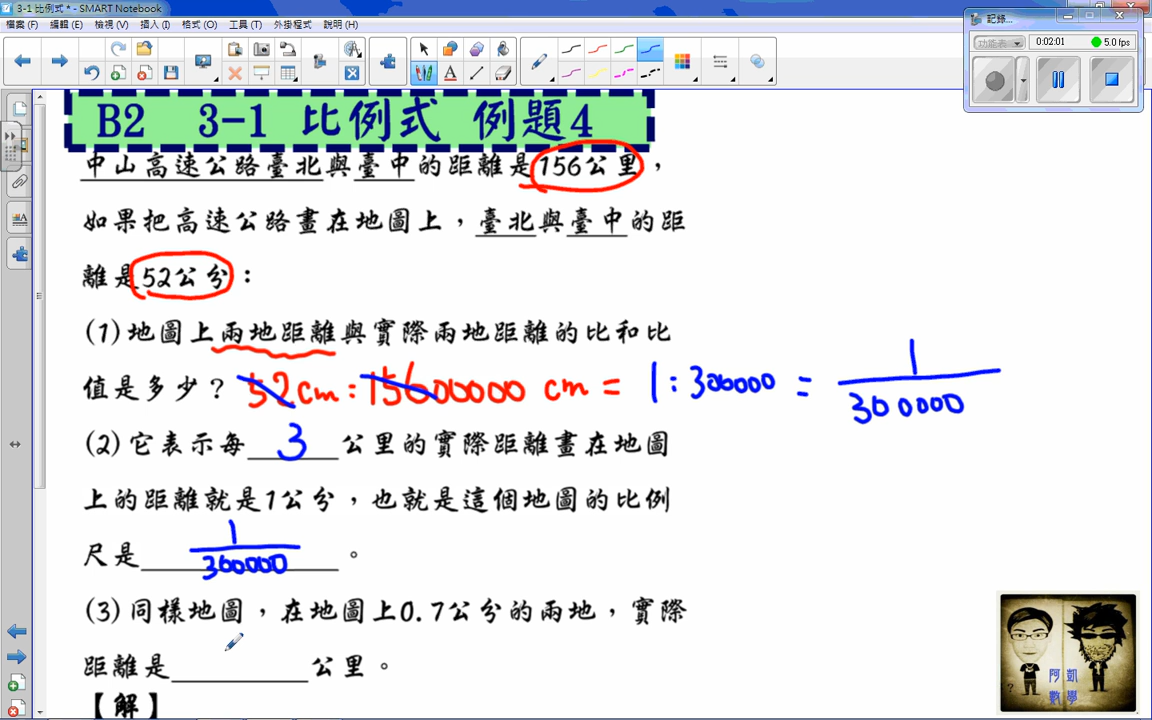 3-1 比例式 * - SMART Notebook
檔案 (F) 編輯 (E) 檢視 (V) 插入 (I) 格式 (O) 工具 (T) 外掛程式 說明 (H)
記錄...
功能表 0:02:01 5.0 fps
B2 3-1 比例式 例題4
中山高速公路臺北與臺中的距離是156公里，
如果把高速公路畫在地圖上，臺北與臺中的距
離是52公分：
(1)地圖上兩地距離與實際兩地距離的比和比
值是多少？ 52cm:15600000 cm = 1:300000 = 1/300000
(2)它表示每 3 公里的實際距離畫在地圖
上的距離就是1公分，也就是這個地圖的比例
尺是 1/300000 。
(3)同樣地圖，在地圖上0.7公分的兩地，實際
距離是＿＿＿公里。
【解】
阿凱
數學